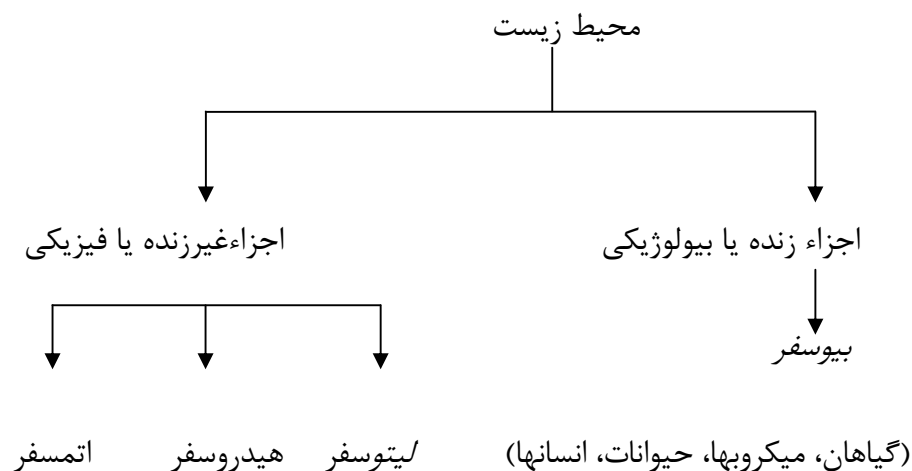 محیط زیست
اجزاء زنده یا بیولوژیکی
اجزاءغیرزنده یا فیزیکی
بیوسفر
(گیاهان، میکروبها، حیوانات، انسانها)
لیتوسفر
هیدروسفر
اتمسفر